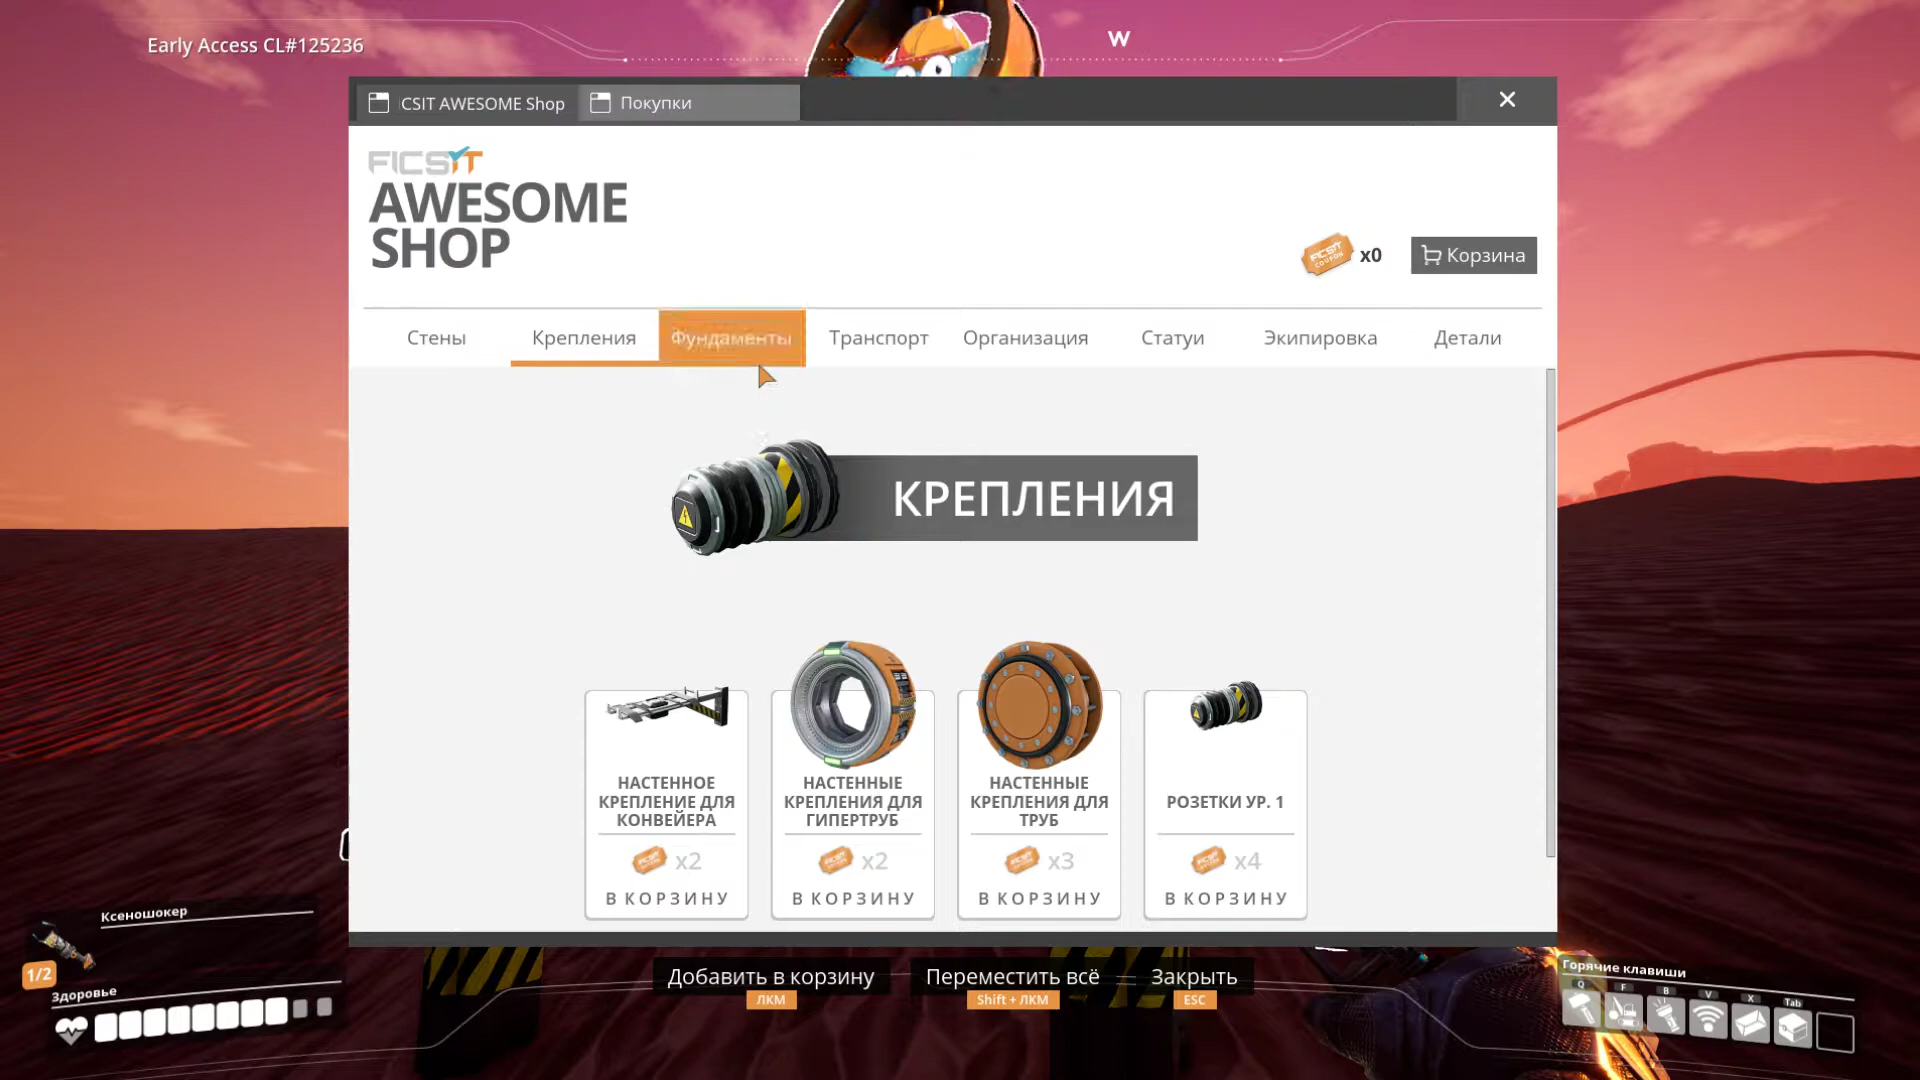 Early Access CL#125236
W
CSIT AWESOME Shop
Покупки
FICSIT
AWESOME
SHOP
FICSIT
COUPON
x0
Корзина
Стены
Крепления
Фундаменты
Транспорт
Организация
Статуи
Экипировка
Детали
КРЕПЛЕНИЯ
НАСТЕННОЕ
КРЕПЛЕНИЕ ДЛЯ
КОНВЕЙЕРА
x2
В КОРЗИНУ
НАСТЕННЫЕ
КРЕПЛЕНИЯ ДЛЯ
ГИПЕРТРУБ
x2
В КОРЗИНУ
НАСТЕННЫЕ
КРЕПЛЕНИЯ ДЛЯ
ТРУБ
x3
В КОРЗИНУ
РОЗЕТКИ УР. 1
x4
В КОРЗИНУ
Ксеношокер
1/2
Здоровье
Добавить в корзину
ЛКМ
Переместить всё
Shift + ЛКМ
Закрыть
ESC
Горячие клавиши
Q
F
B
V
X
Tab